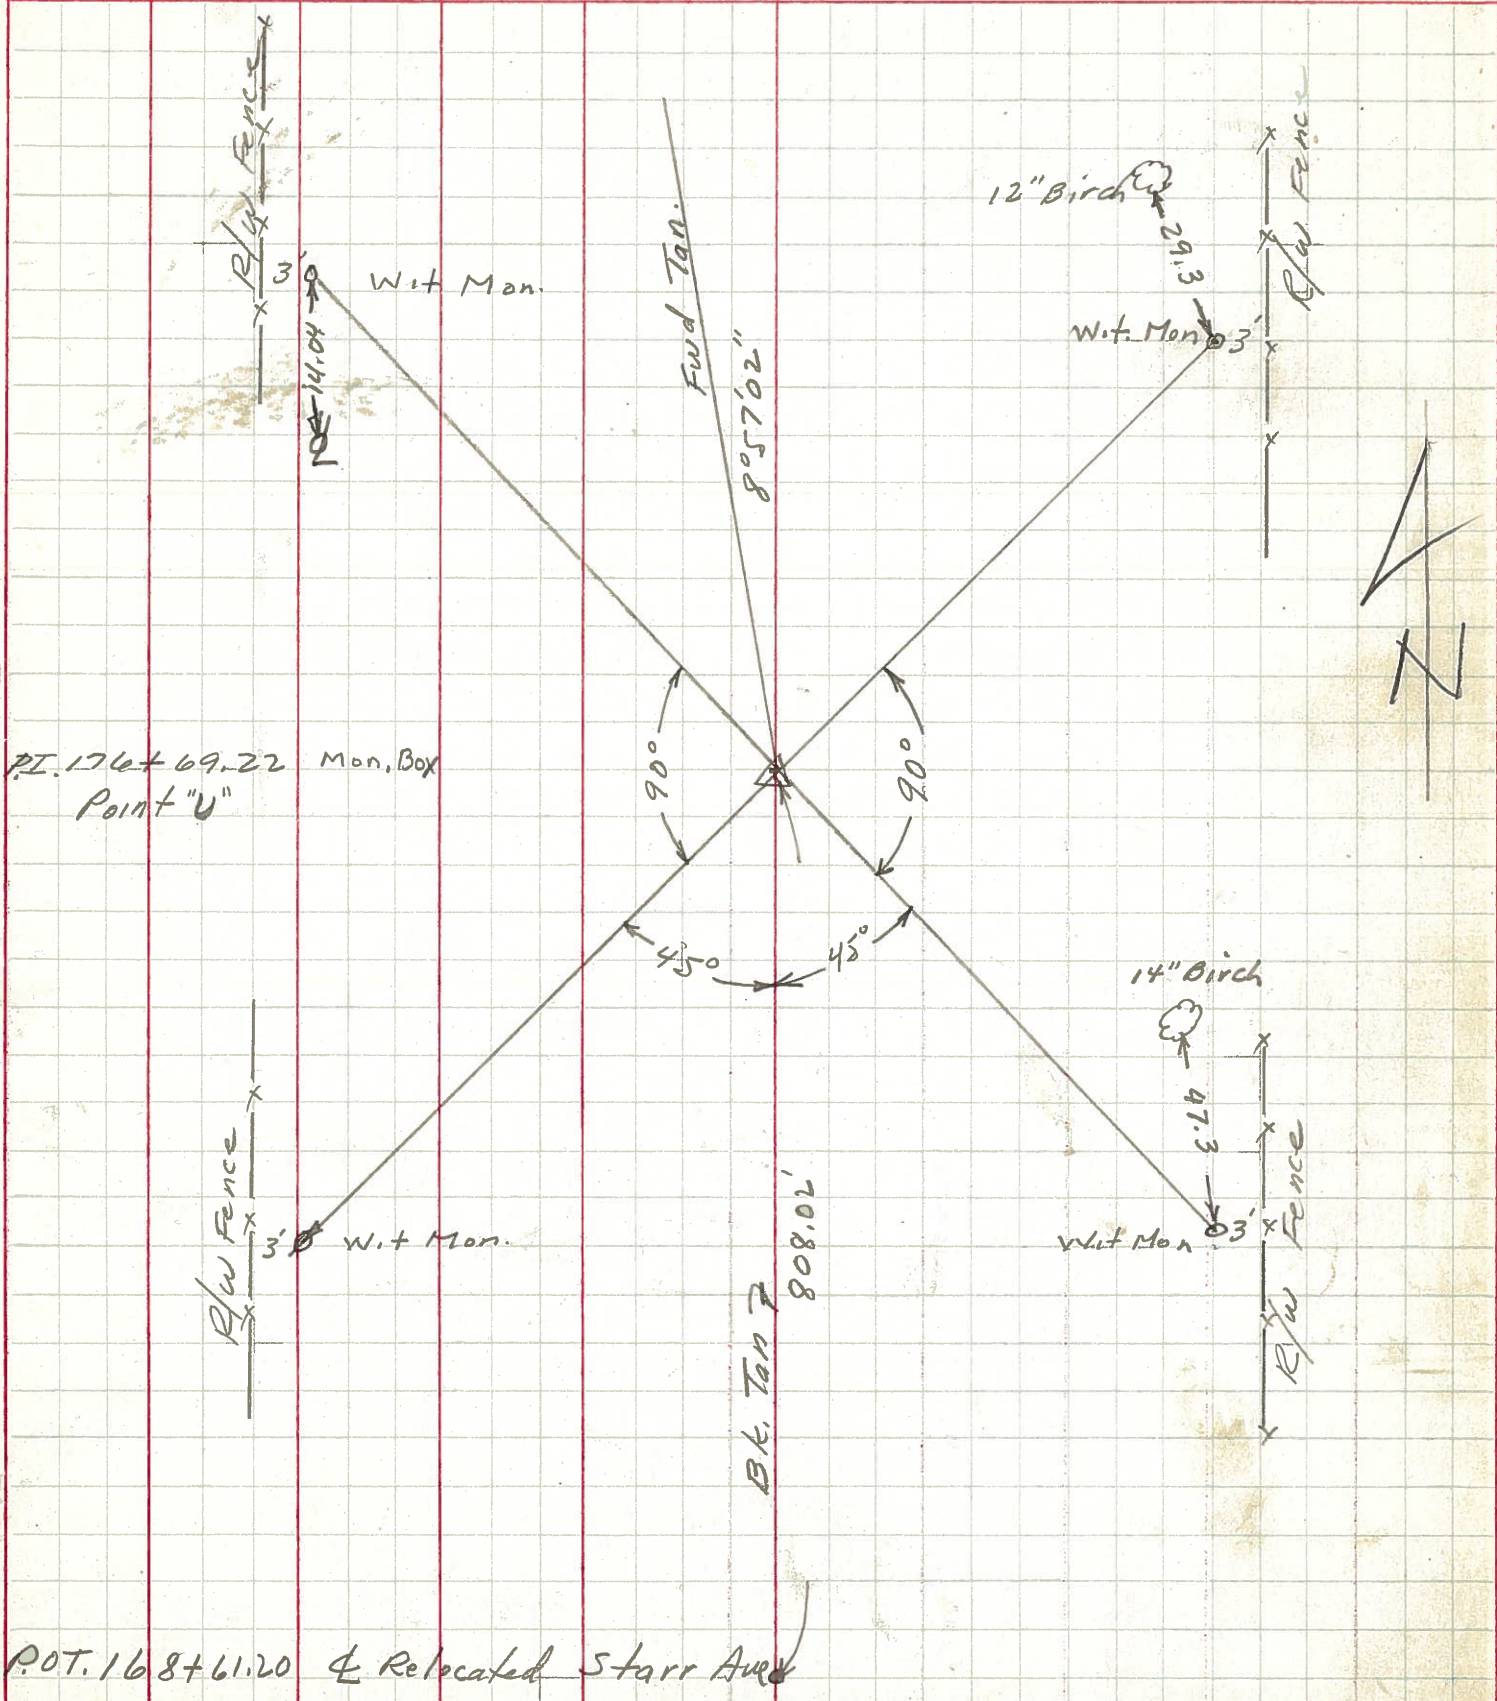 R/W Fence
3'
Wit Mon.
14.04
Fwd Tan.
8°57'02"
12" Birch
29.3
Wit. Mon
3'
R/W Fence
N
P.I. 176+69.22 Mon. Box
Point "U"
90°
90°
45°
45°
14" Birch
47.3
R/W Fence
3'
Wit Mon.
Wit Mon
3'
R/W Fence
Bk. Tan
808.02'
P.O.T. 168+61.20 ℄ Relocated Starr Ave